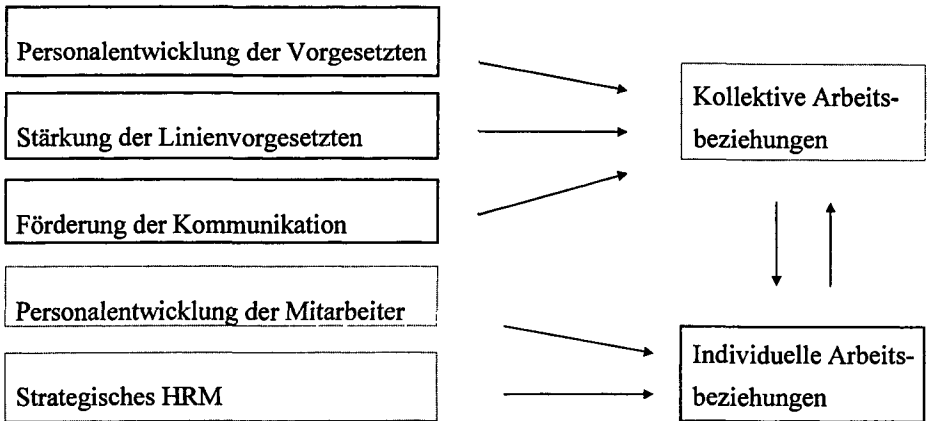 Personalentwicklung der Vorgesetzten
Stärkung der Linienvorgesetzten
Förderung der Kommunikation
Personalentwicklung der Mitarbeiter
Strategisches HRM
Kollektive Arbeits-
beziehungen
Individuelle Arbeits-
beziehungen